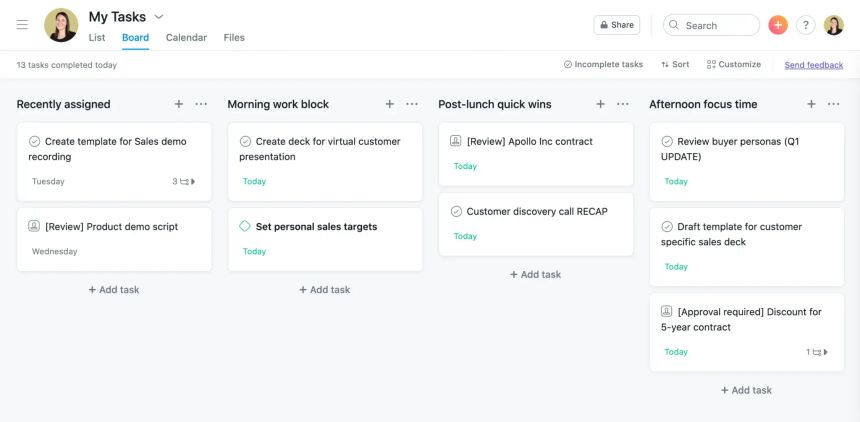 My Tasks
List Board Calendar Files
Share
Search
+
?
13 tasks completed today
Incomplete tasks
Sort
Customize
Send feedback
Recently assigned + ...
Create template for Sales demo
recording
Tuesday 3
[Review] Product demo script
Wednesday
+ Add task
Morning work block + ...
Create deck for virtual customer
presentation
Today
Set personal sales targets
Today
+ Add task
Post-lunch quick wins + ...
[Review] Apollo Inc contract
Today
Customer discovery call RECAP
Today
+ Add task
Afternoon focus time + ...
Review buyer personas (Q1
UPDATE)
Today
Draft template for customer
specific sales deck
Today
[Approval required] Discount for
5-year contract
Today 1
+ Add task